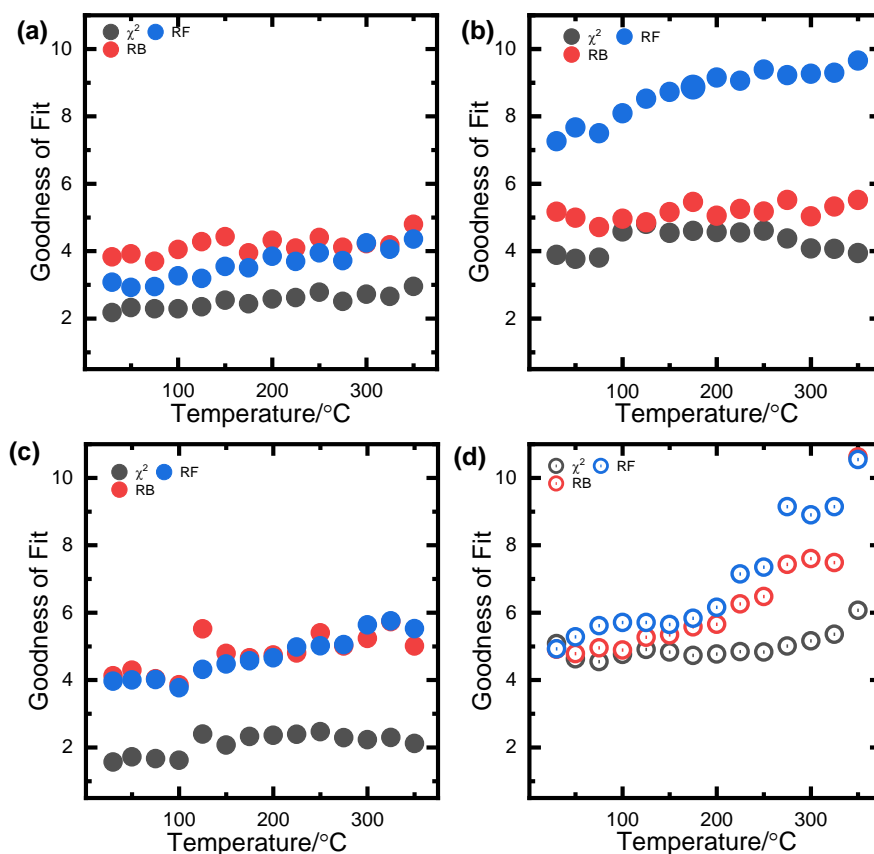 (a)
χ² RF
RB
10
8
6
4
2
Goodness of Fit
100 200 300
Temperature/°C
(b)
χ² RF
RB
10
8
6
4
2
Goodness of Fit
100 200 300
Temperature/°C
(c)
χ² RF
RB
10
8
6
4
2
Goodness of Fit
100 200 300
Temperature/°C
(d)
χ² RF
RB
10
8
6
4
2
Goodness of Fit
100 200 300
Temperature/°C